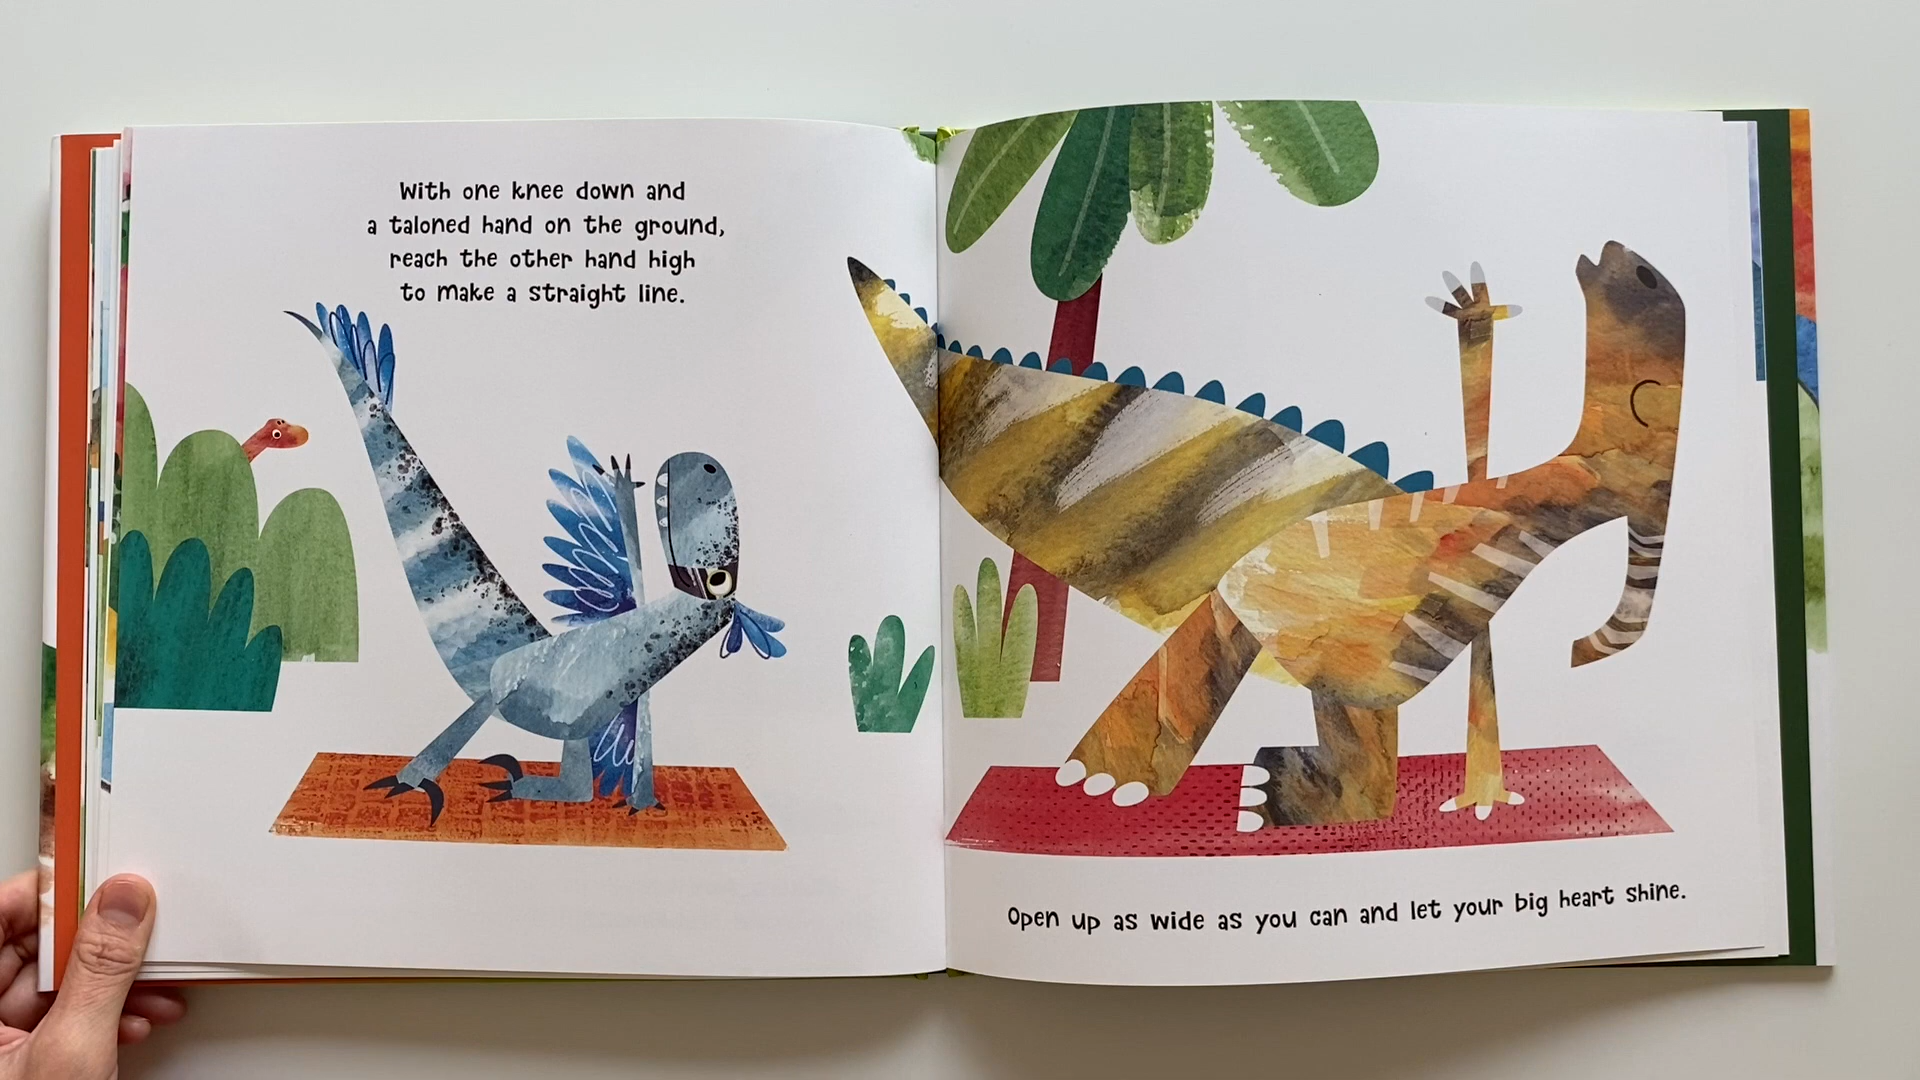 With one knee down and
a taloned hand on the ground,
reach the other hand high
to make a straight line.
Open up as wide as you can and let your big heart shine.